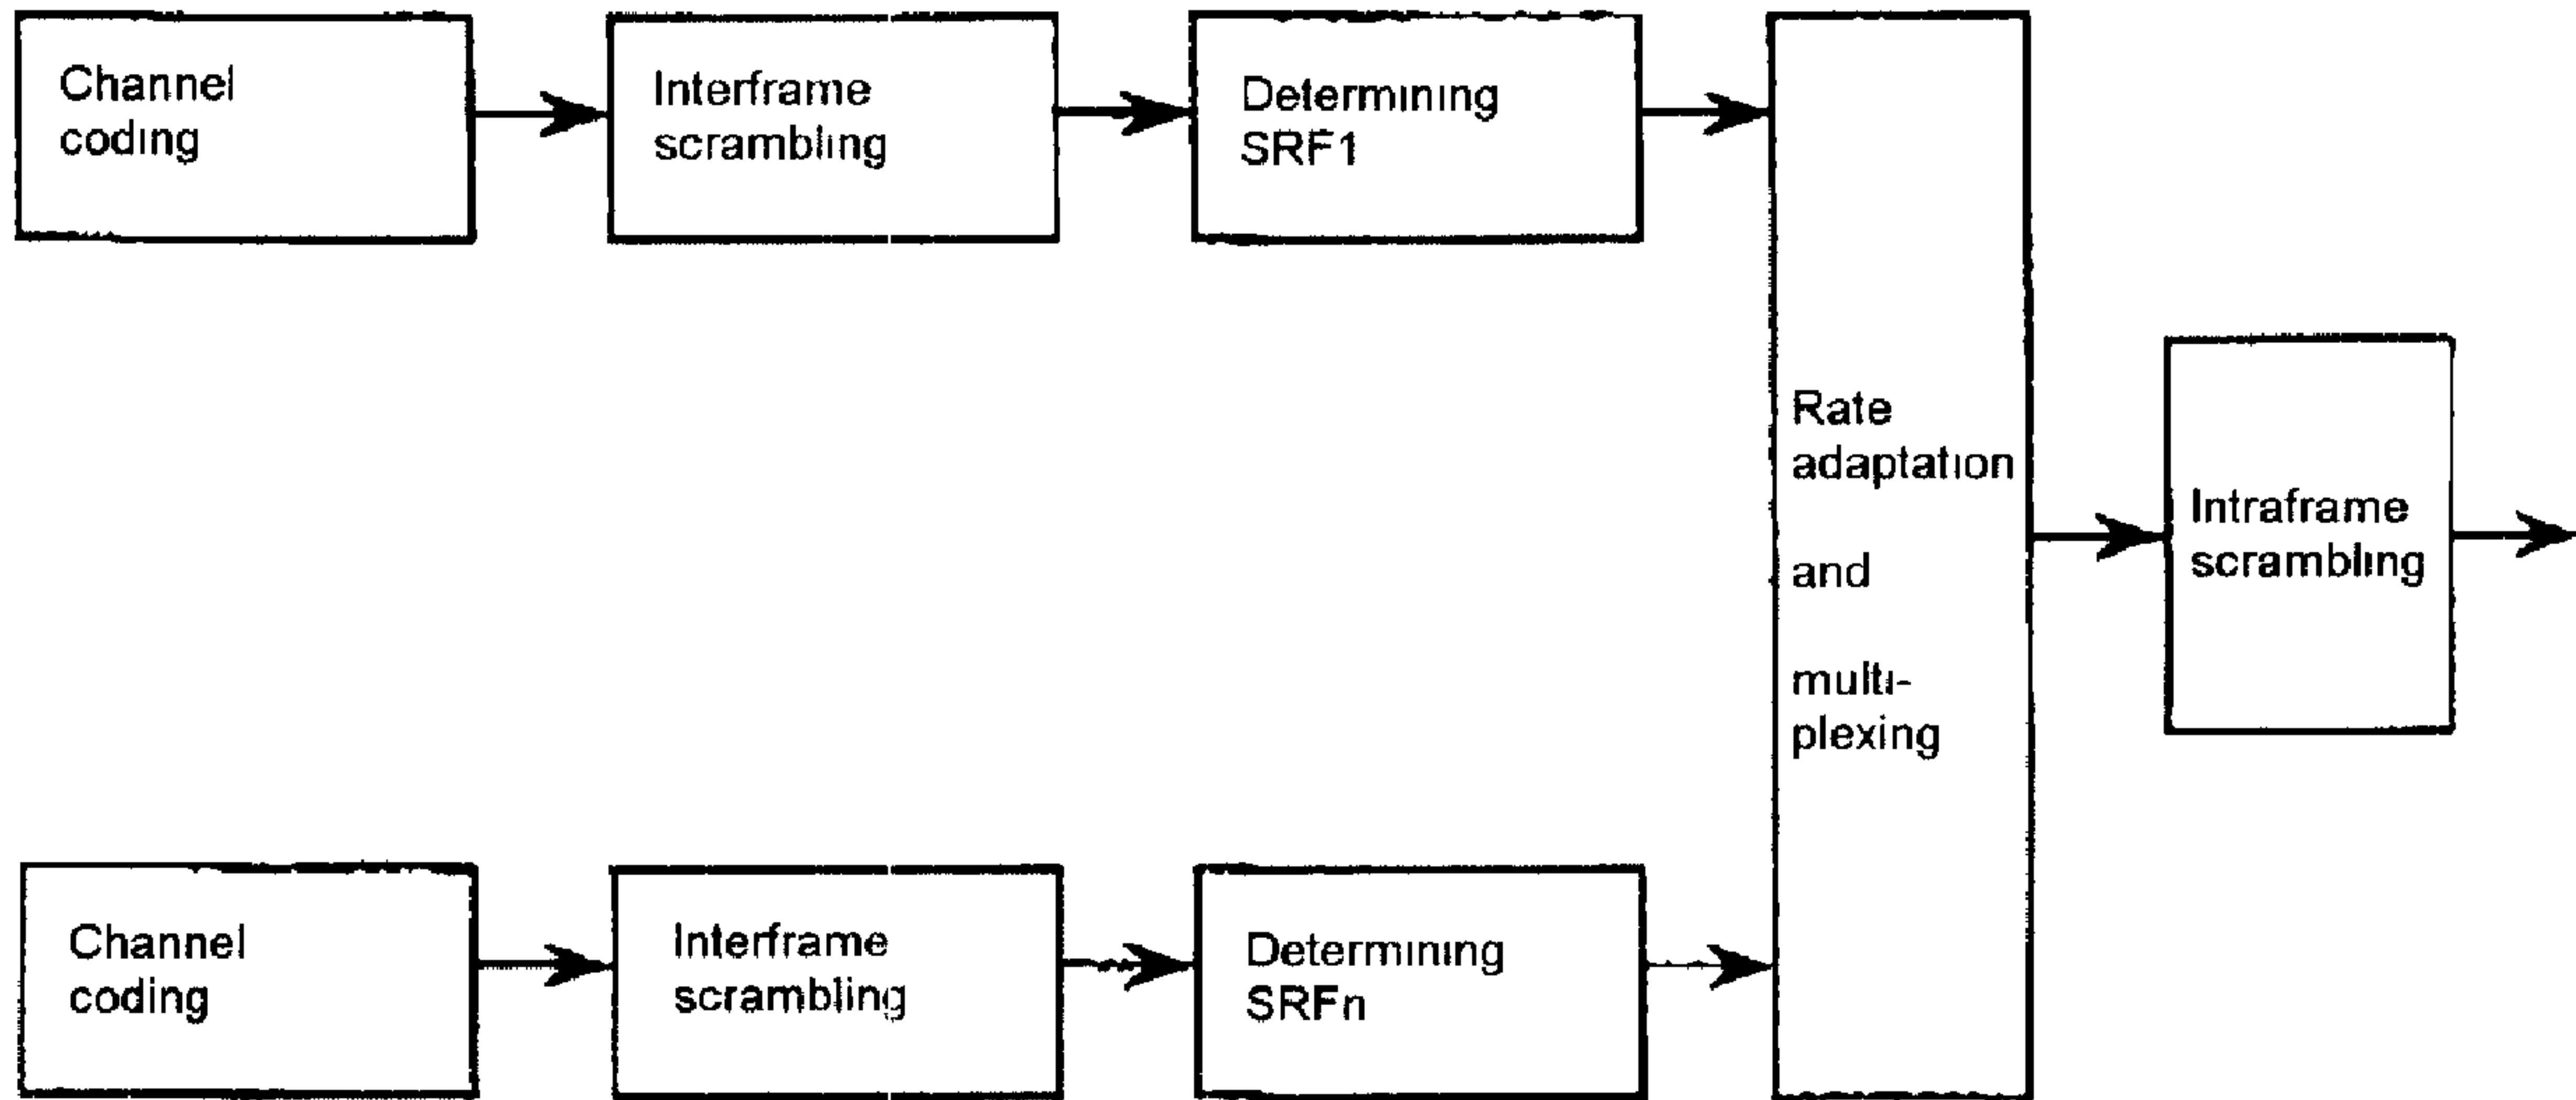 Channel
coding
Interframe
scrambling
Determining
SRF1
Rate
adaptation
and
multi-
plexing
Intraframe
scrambling
Channel
coding
Interframe
scrambling
Determining
SRFn